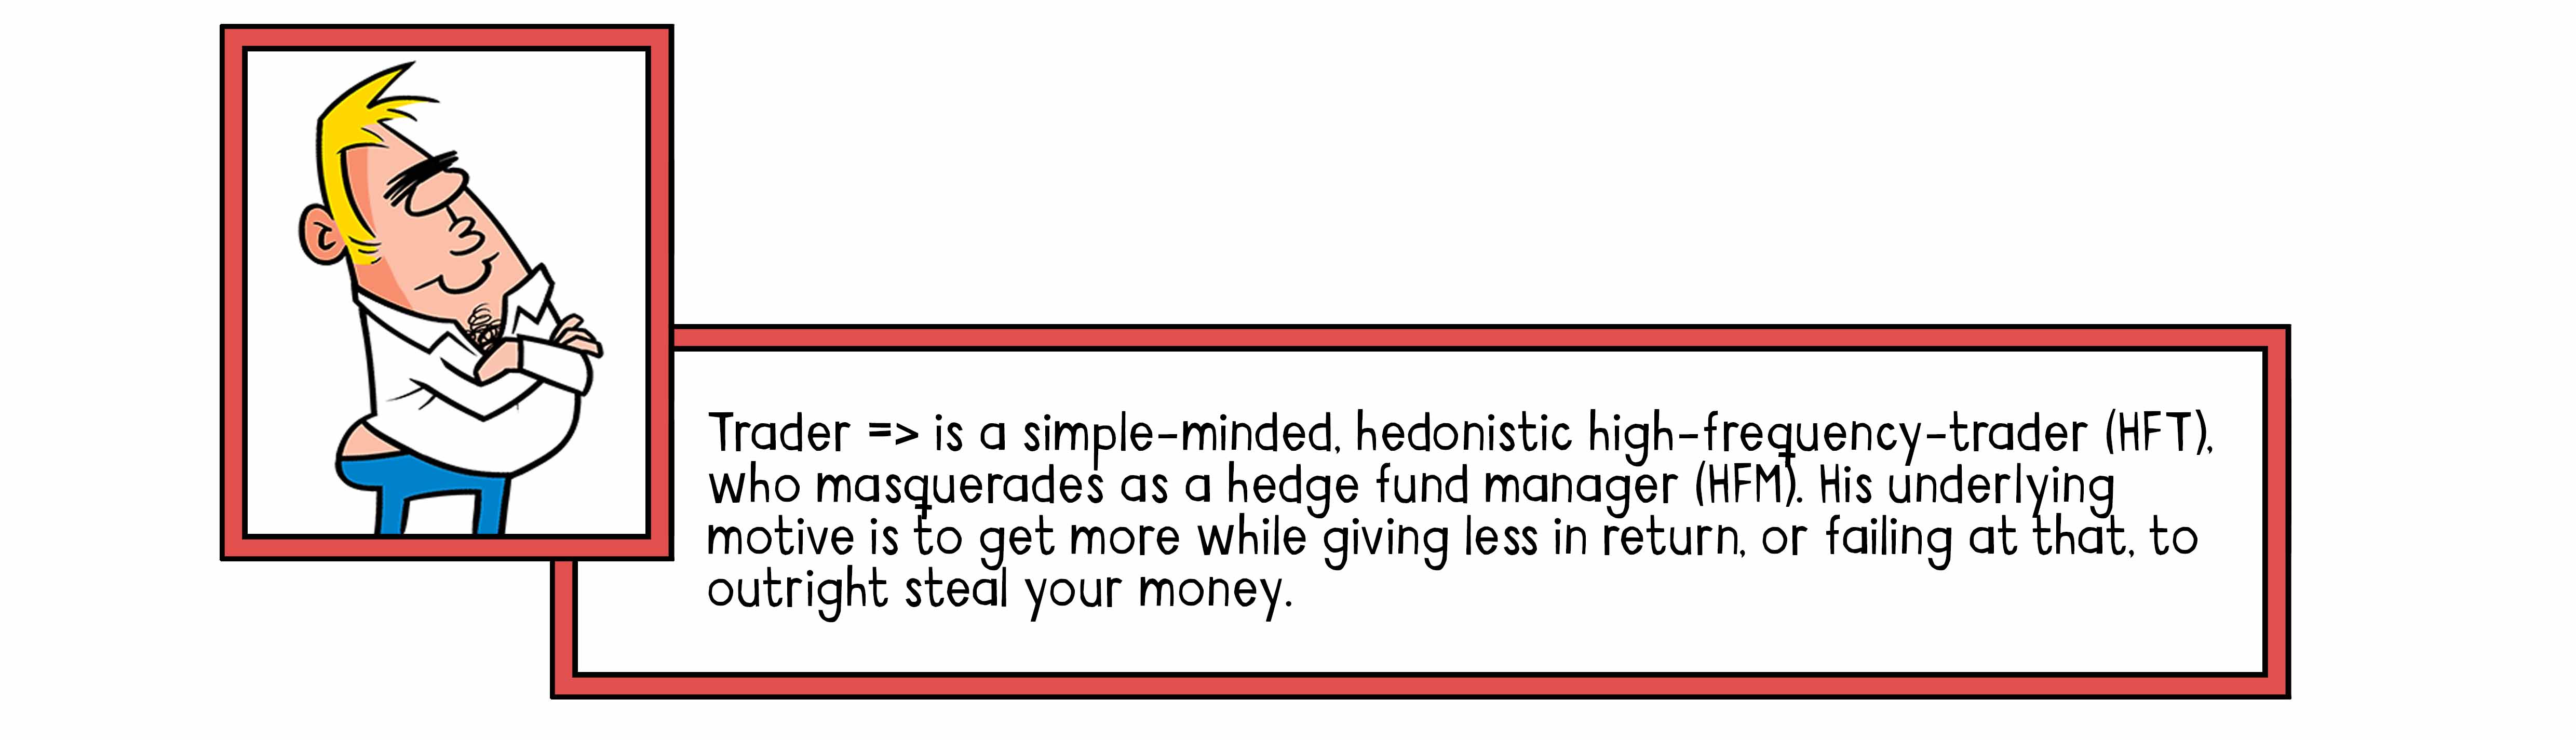 Trader => is a simple-minded, hedonistic high-frequency-trader (HFT),
who masquerades as a hedge fund manager (HFM). His underlying
motive is to get more while giving less in return, or failing at that, to
outright steal your money.